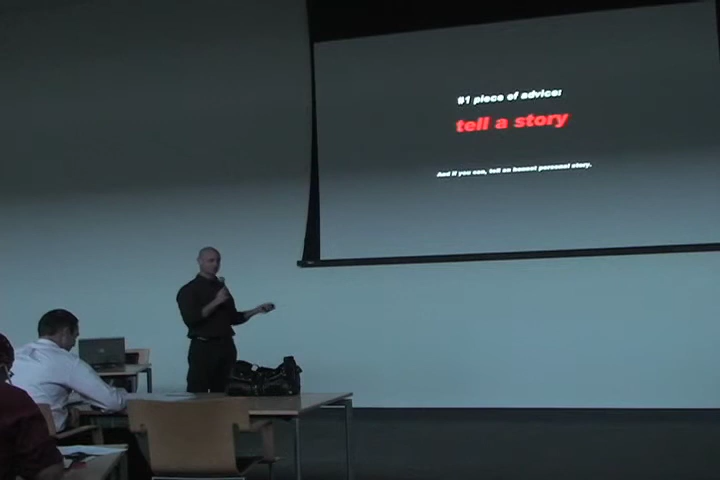 #1 piece of advice:
tell a story
And if you can, tell an honest personal story.